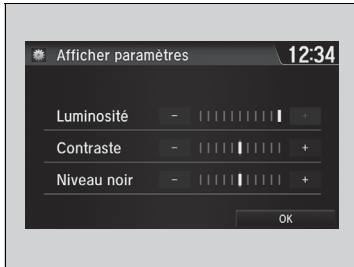 Afficher paramètres 12:34
Luminosité - +
Contraste - +
Niveau noir - +
OK